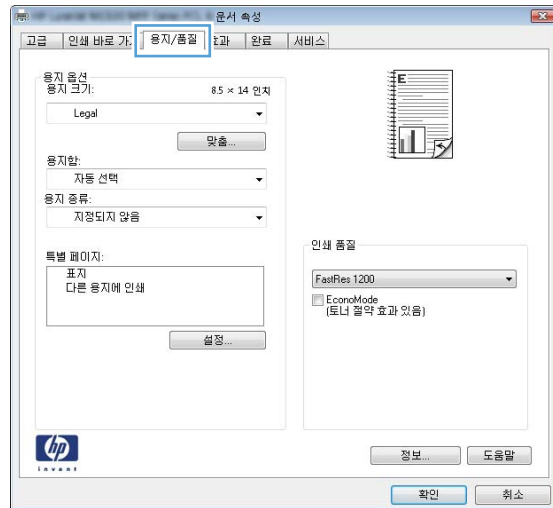 문서 속성
고급
인쇄 바로 가
용지/품질
효과
완료
서비스
용지 옵션
용지 크기:
8.5 × 14 인치
Legal
맞춤...
용지함:
자동 선택
용지 종류:
지정되지 않음
특별 페이지:
표지
다른 용지에 인쇄
설정...
E
인쇄 품질
FastRes 1200
EconoMode
(토너 절약 효과 있음)
hp
invent
정보...
도움말
확인
취소